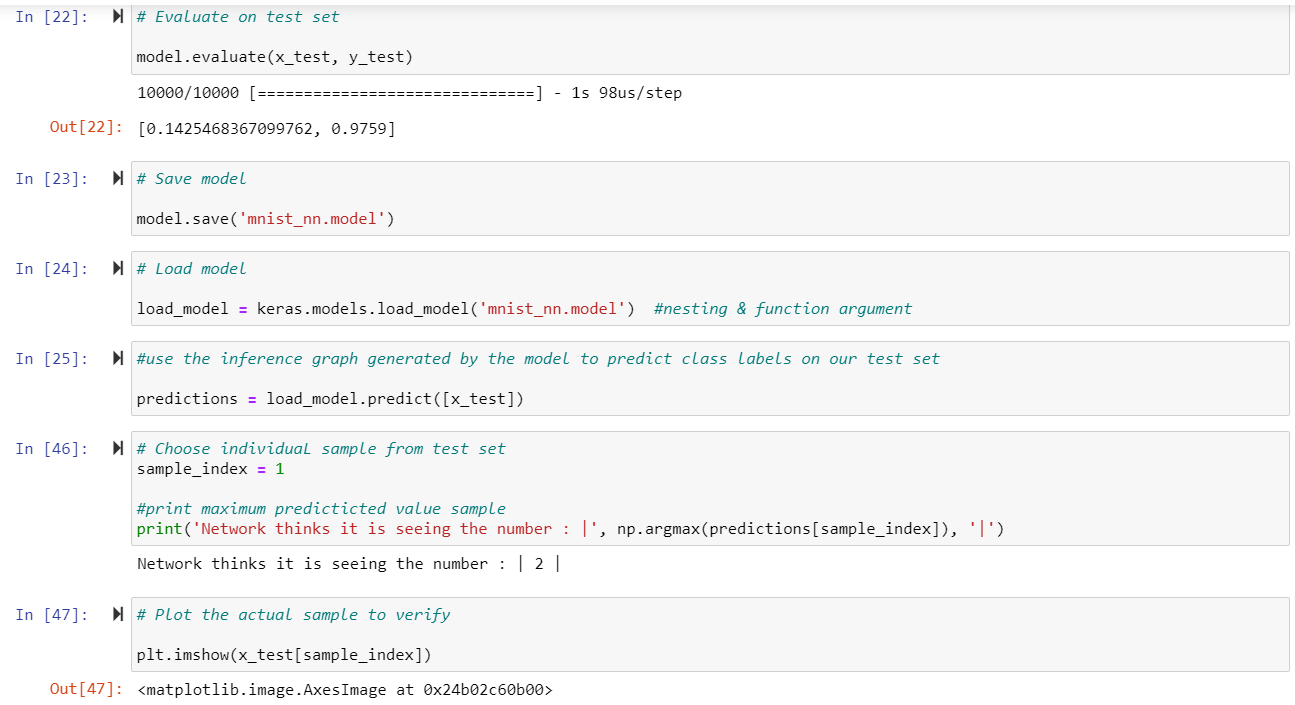 In [22]: # Evaluate on test set
model.evaluate(x_test, y_test)
10000/10000 [==============================] - 1s 98us/step
Out[22]: [0.1425468367099762, 0.9759]
In [23]: # Save model
model.save('mnist_nn.model')
In [24]: # Load model
load_model = keras.models.load_model('mnist_nn.model')  #nesting & function argument
In [25]: #use the inference graph generated by the model to predict class labels on our test set
predictions = load_model.predict([x_test])
In [46]: # Choose individuaL sample from test set
sample_index = 1
#print maximum predicticted value sample
print('Network thinks it is seeing the number : |', np.argmax(predictions[sample_index]), '|')
Network thinks it is seeing the number : | 2 |
In [47]: # Plot the actual sample to verify
plt.imshow(x_test[sample_index])
Out[47]: <matplotlib.image.AxesImage at 0x24b02c60b00>